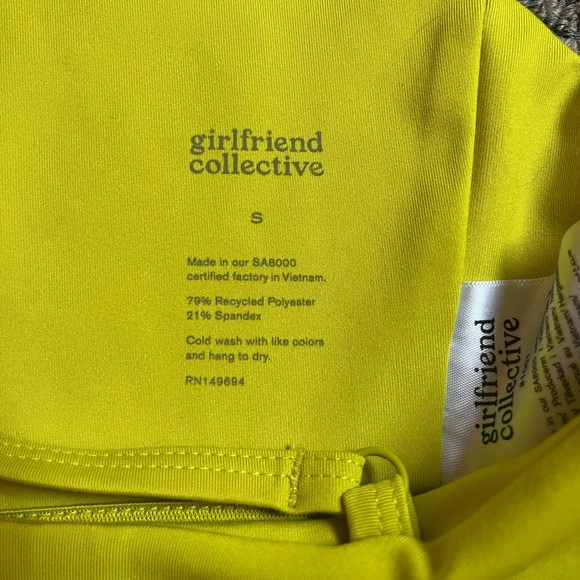 girlfriend
collective
S
Made in our SA8000
certified factory in Vietnam.
79% Recycled Polyester
21% Spandex
Cold wash with like colors
and hang to dry.
RN149694
girlfriend
collective